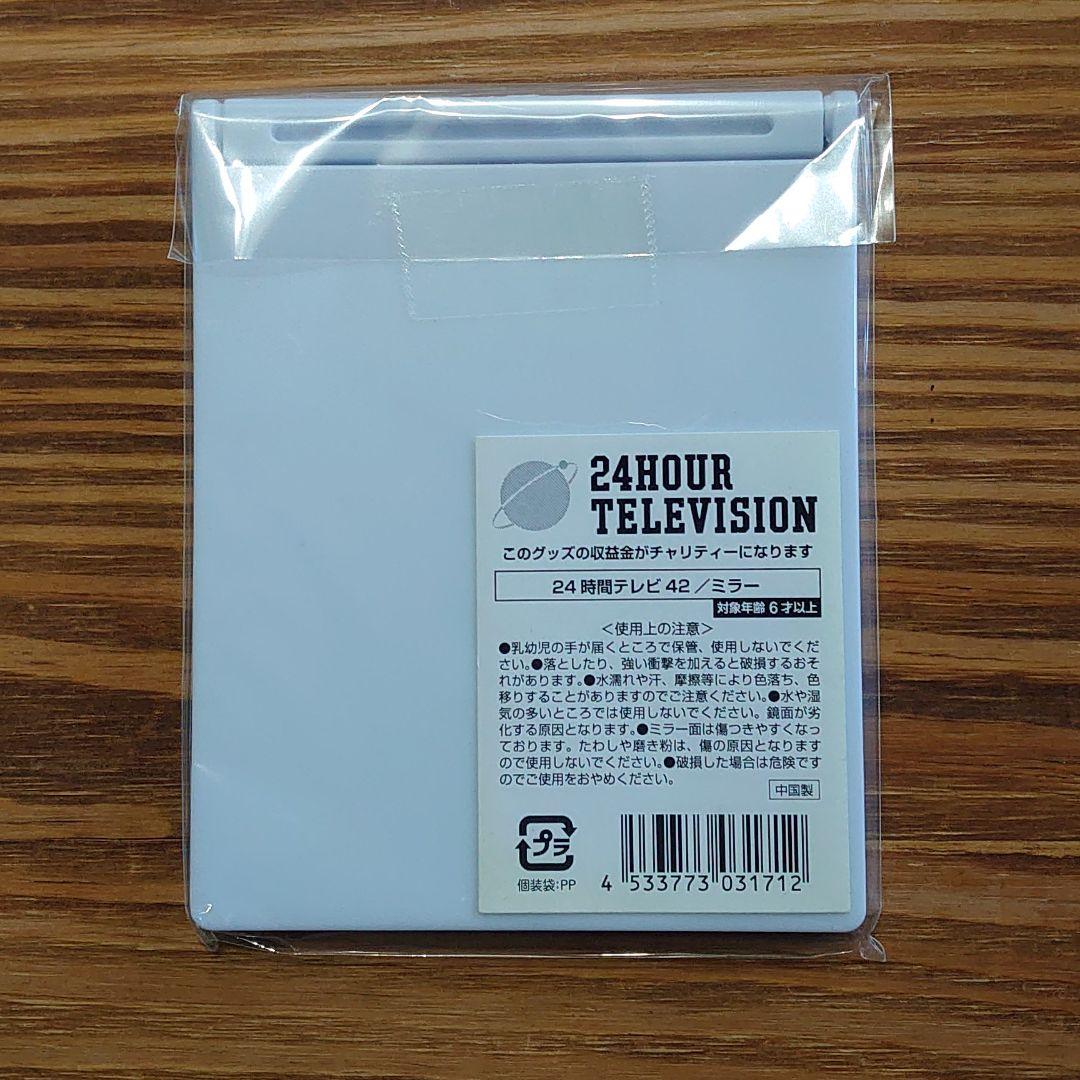 24HOUR
TELEVISION
このグッズの収益金がチャリティーになります
24時間テレビ42／ミラー
対象年齢6才以上
＜使用上の注意＞
●乳幼児の手が届くところで保管、使用しないでくだ
さい。●落としたり、強い衝撃を加えると破損するおそ
れがあります。●水濡れや汗、摩擦等により色落ち、色
移りすることがありますのでご注意ください。●水や湿
気の多いところでは使用しないでください。鏡面が劣
化する原因となります。●ミラー面は傷つきやすくなっ
ております。たわしや磨き粉は、傷の原因となります
ので使用しないでください。●破損した場合は危険です
のでご使用をおやめください。
中国製
プラ
個装袋:PP
4 533773 031712